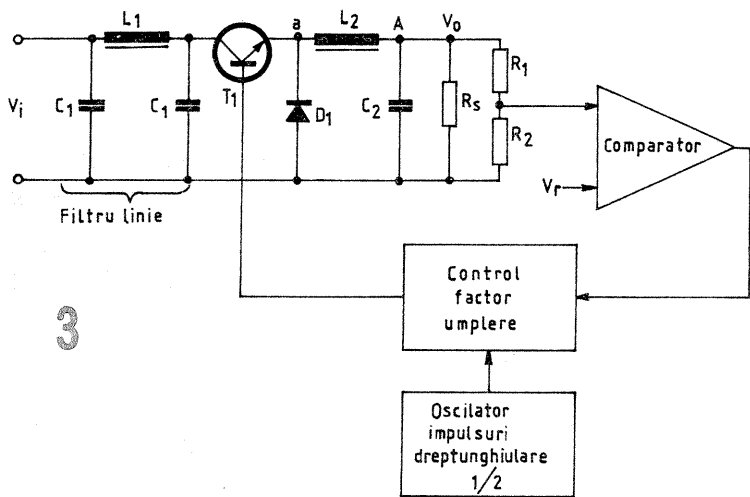 L1
a
L2
A
Vo
Vi
C1
C1
T1
D1
C2
Rs
R1
R2
Comparator
Vr
Filtru linie
Control
factor
umplere
3
Oscilator
impulsuri
dreptunghiulare
1/2